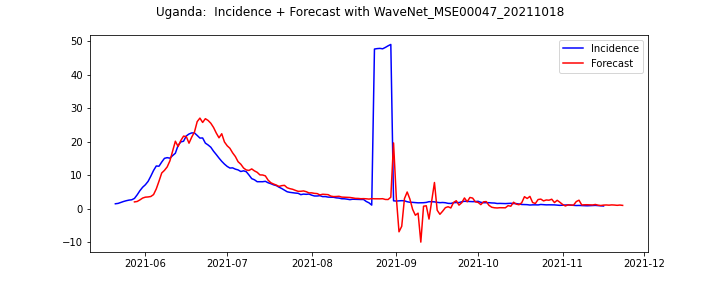 Uganda:  Incidence + Forecast with WaveNet_MSE00047_20211018
50
40
30
20
10
0
−10
Incidence
Forecast
2021-06 2021-07 2021-08 2021-09 2021-10 2021-11 2021-12